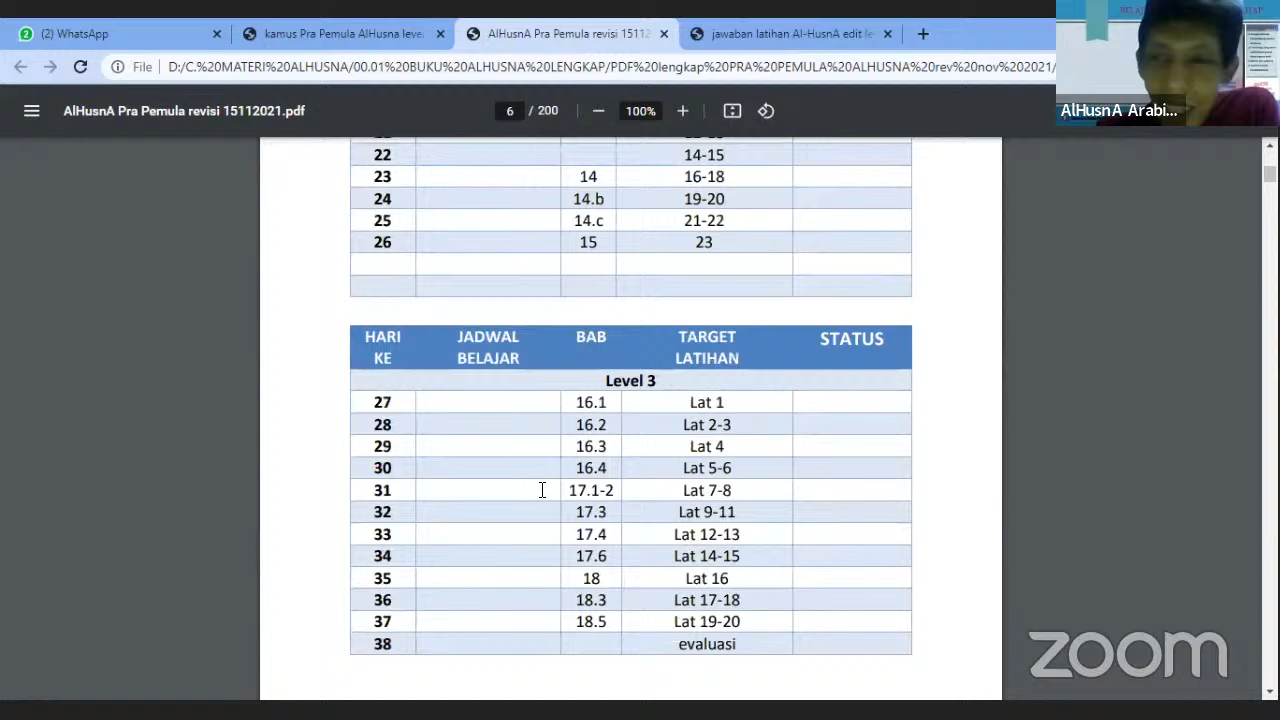 (2) WhatsApp
kamus Pra Pemula AlHusna leve
AlHusnA Pra Pemula revisi 15112
jawaban latihan Al-HusnA edit le
File D:/C.%20MATERI%20ALHUSNA/00.01%20BUKU%20ALHUSNA%20LENGKAP/PDF%20lengkap%20PRA%20PEMULA%20ALHUSNA%20rev%20nov%202021/
AlHusnA Pra Pemula revisi 15112021.pdf
6 / 200
100%
AlHusnA Arabi...
22 14-15
23 14 16-18
24 14.b 19-20
25 14.c 21-22
26 15 23
HARI KE JADWAL BELAJAR BAB TARGET LATIHAN STATUS
Level 3
27 16.1 Lat 1
28 16.2 Lat 2-3
29 16.3 Lat 4
30 16.4 Lat 5-6
31 17.1-2 Lat 7-8
32 17.3 Lat 9-11
33 17.4 Lat 12-13
34 17.6 Lat 14-15
35 18 Lat 16
36 18.3 Lat 17-18
37 18.5 Lat 19-20
38 evaluasi
zoom